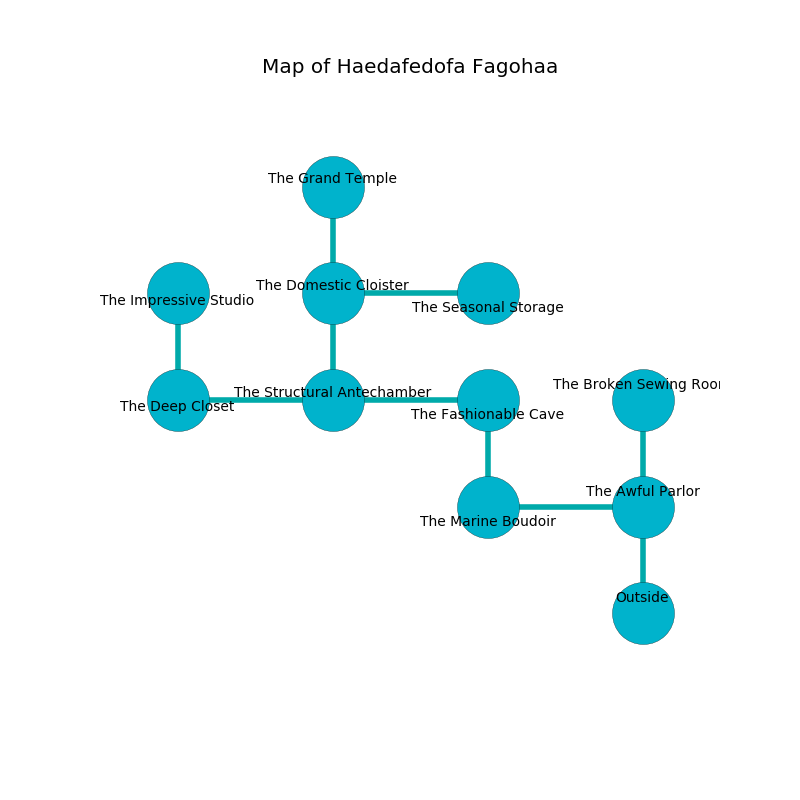 Map of Haedafedofa Fagohaa
The Grand Temple
The Domestic Cloister
The Impressive Studio
The Seasonal Storage
The Broken Sewing Roo
The Structural Antechamber
The Deep Closet
The Fashionable Cave
The Awful Parlor
The Marine Boudoir
Outside